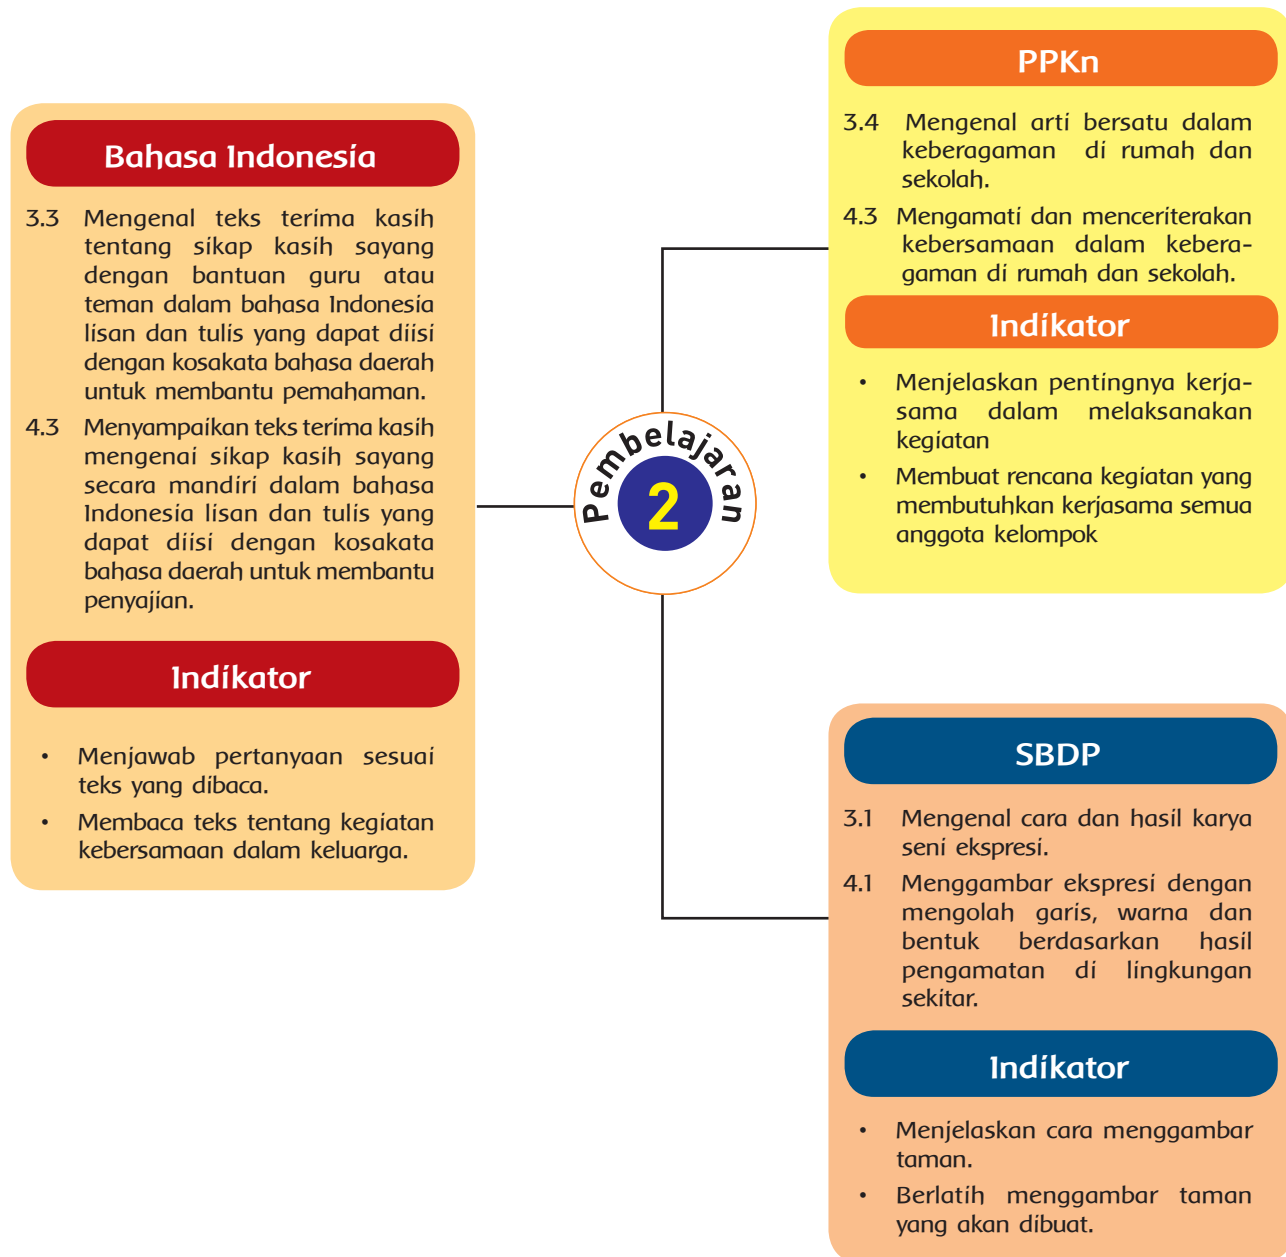 Bahasa Indonesia
3.3 Mengenal teks terima kasih
tentang sikap kasih sayang
dengan bantuan guru atau
teman dalam bahasa Indonesia
lisan dan tulis yang dapat diisi
dengan kosakata bahasa daerah
untuk membantu pemahaman.
4.3 Menyampaikan teks terima kasih
mengenai sikap kasih sayang
secara mandiri dalam bahasa
Indonesia lisan dan tulis yang
dapat diisi dengan kosakata
bahasa daerah untuk membantu
penyajian.
Indikator
• Menjawab pertanyaan sesuai
teks yang dibaca.
• Membaca teks tentang kegiatan
kebersamaan dalam keluarga.
Pembelajaran
2
PPKn
3.4 Mengenal arti bersatu dalam
keberagaman di rumah dan
sekolah.
4.3 Mengamati dan menceriterakan
kebersamaan dalam kebera-
gaman di rumah dan sekolah.
Indikator
• Menjelaskan pentingnya kerja-
sama dalam melaksanakan
kegiatan
• Membuat rencana kegiatan yang
membutuhkan kerjasama semua
anggota kelompok
SBDP
3.1 Mengenal cara dan hasil karya
seni ekspresi.
4.1 Menggambar ekspresi dengan
mengolah garis, warna dan
bentuk berdasarkan hasil
pengamatan di lingkungan
sekitar.
Indikator
• Menjelaskan cara menggambar
taman.
• Berlatih menggambar taman
yang akan dibuat.